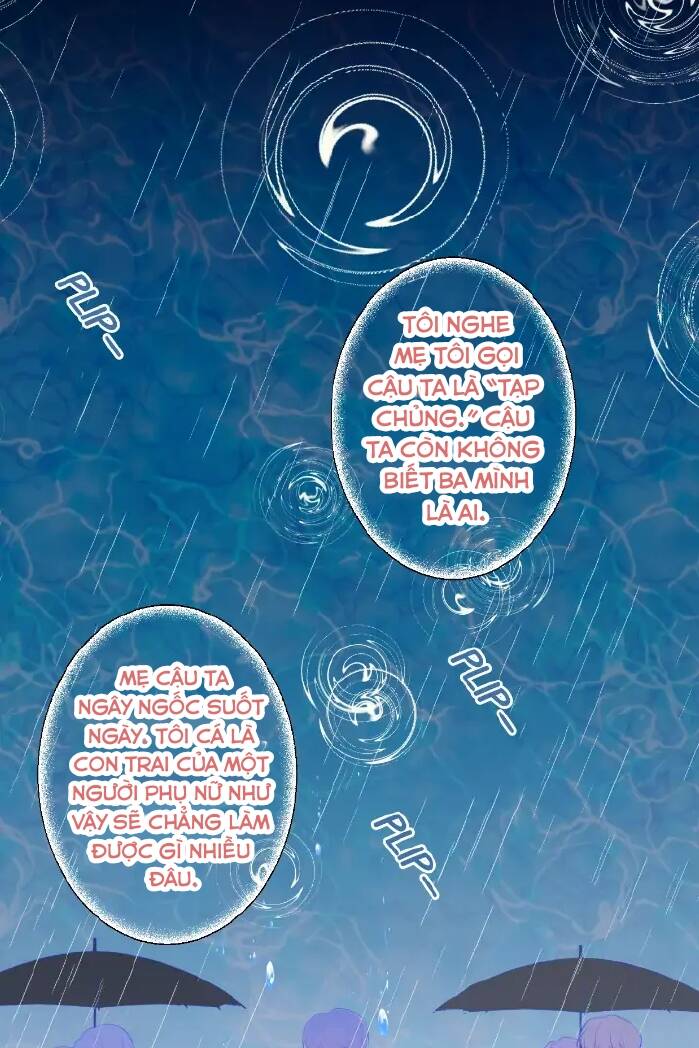 PLIP-
TÔI NGHE
MẸ TÔI GỌI
CẬU TA LÀ "TẠP
CHỦNG." CẬU
TA CÒN KHÔNG
BIẾT BA MÌNH
LÀ AI.
PLIP-
MẸ CẬU TA
NGÂY NGỐC SUỐT
NGÀY. TÔI CÁ LÀ
CON TRAI CỦA MỘT
NGƯỜI PHỤ NỮ NHƯ
VẬY SẼ CHẲNG LÀM
ĐƯỢC GÌ NHIỀU
ĐÂU.
PLIP-